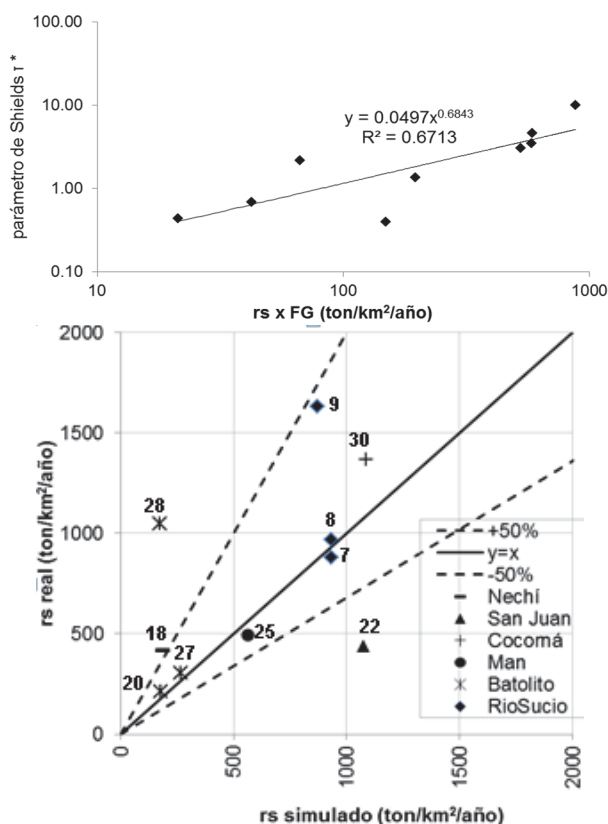 parámetro de Shields τ *
100.00
10.00
1.00
0.10
y = 0.0497x^0.6843
R² = 0.6713
10
100
1000
rs x FG (ton/km²/año)
rs real (ton/km²/año)
2000
1500
1000
500
0
9
30
28
8
7
18
27
25
22
20
+50%
y=x
-50%
Nechí
San Juan
Cocorná
Man
Batolito
RioSucio
0
500
1000
1500
2000
rs simulado (ton/km²/año)